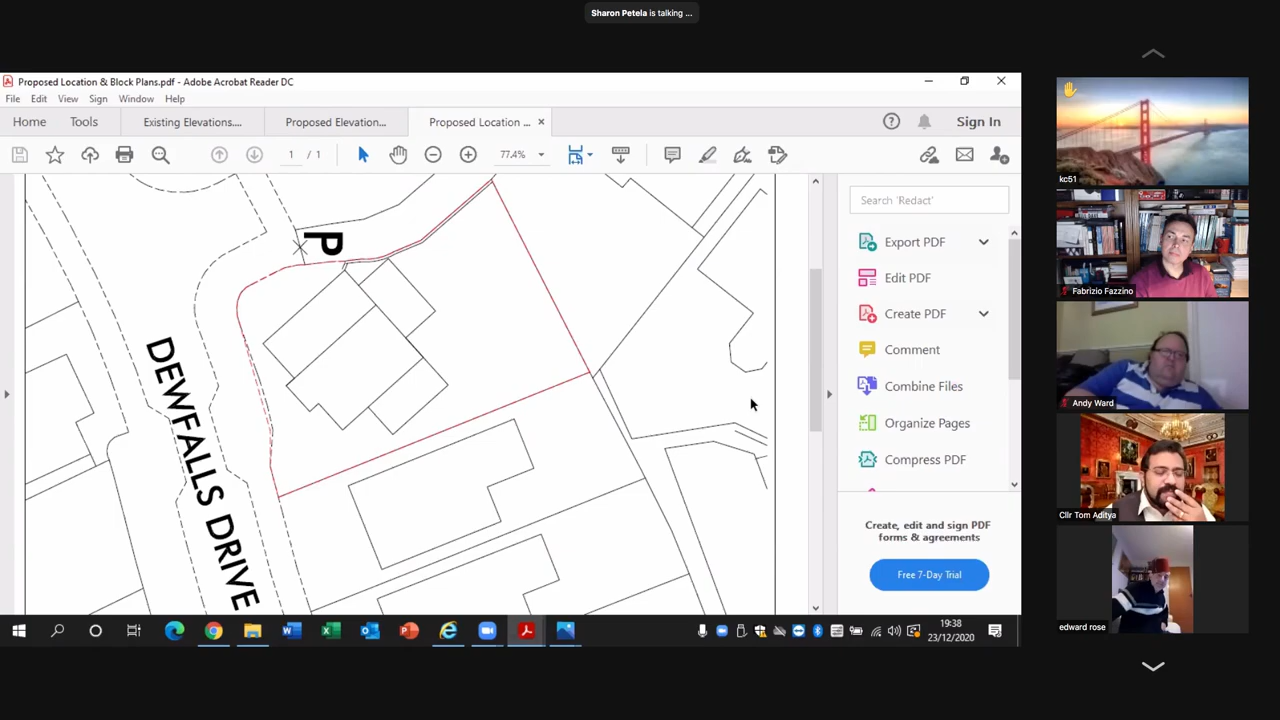 Sharon Petela is talking ...
Proposed Location & Block Plans.pdf - Adobe Acrobat Reader DC
File Edit View Sign Window Help
Home Tools Existing Elevations.... Proposed Elevation... Proposed Location ... × Sign In
1 / 1 77.4%
Search 'Redact'
Export PDF
Edit PDF
Create PDF
Comment
Combine Files
Organize Pages
Compress PDF
Create, edit and sign PDF
forms & agreements
Free 7-Day Trial
P
DEWFALLS DRIVE
19:38
23/12/2020
kc51
Fabrizio Fazzino
Andy Ward
Cllr Tom Aditya
edward rose